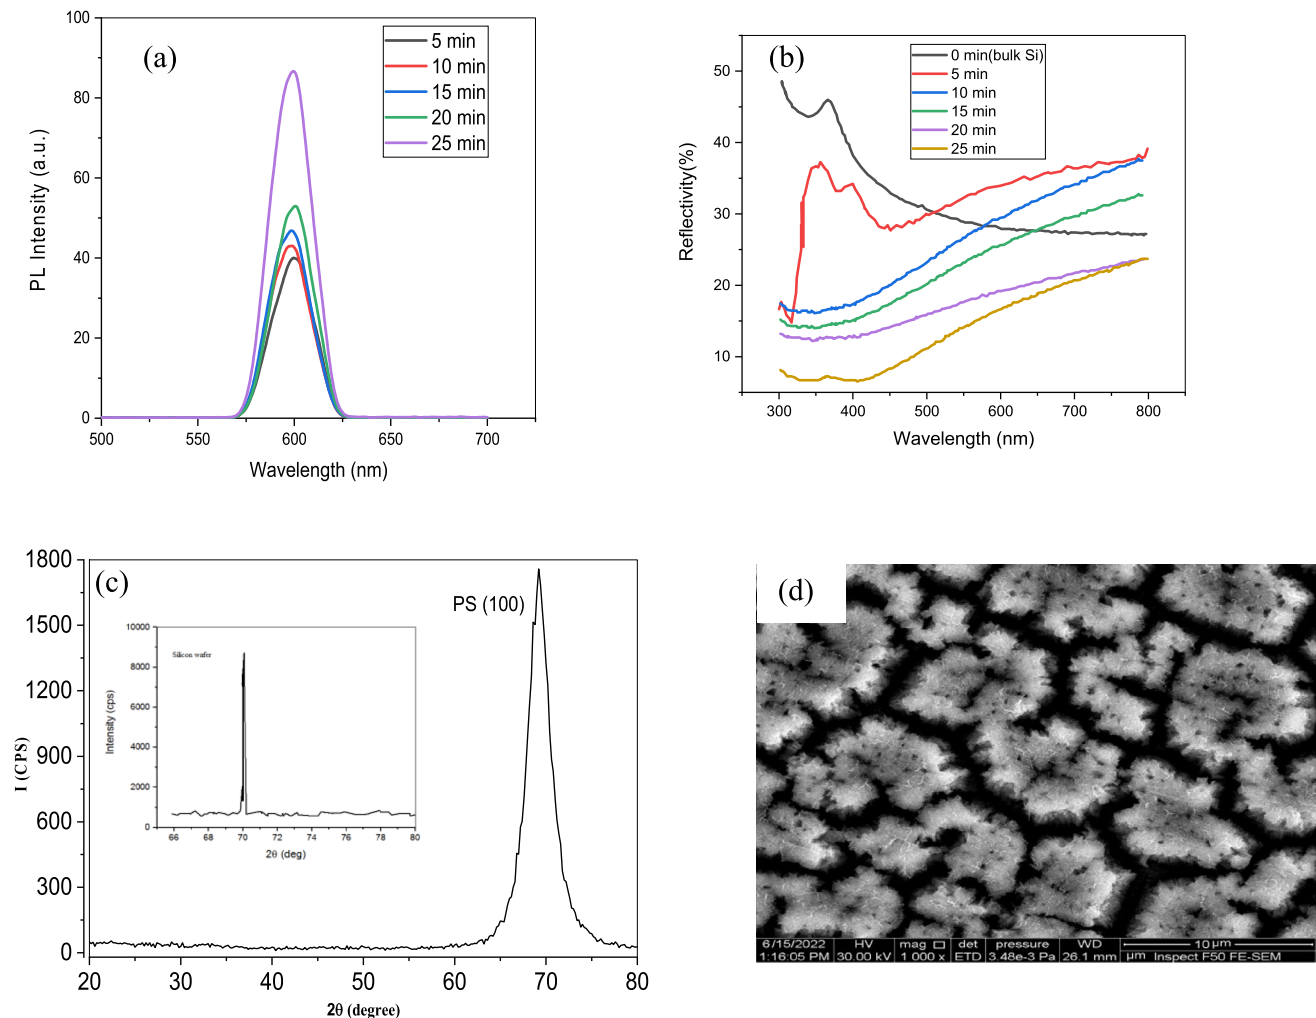 (a)
100
80
60
40
20
0
PL Intensity (a.u.)
5 min
10 min
15 min
20 min
25 min
500 550 600 650 700
Wavelength (nm)
(b)
50
40
30
20
10
Reflectivity(%)
0 min(bulk Si)
5 min
10 min
15 min
20 min
25 min
300 400 500 600 700 800
Wavelength (nm)
(c)
1800
1500
1200
900
600
300
0
I (CPS)
PS (100)
10000
8000
6000
4000
2000
0
Intensity (cps)
Silicon wafer
66 68 70 72 74 76 78 80
2θ (deg)
20 30 40 50 60 70 80
2θ (degree)
(d)
6/15/2022 HV mag □ det pressure WD 10 µm
1:16:05 PM 30.00 kV 1 000 x ETD 3.48e-3 Pa 26.1 mm µm Inspect F50 FE-SEM